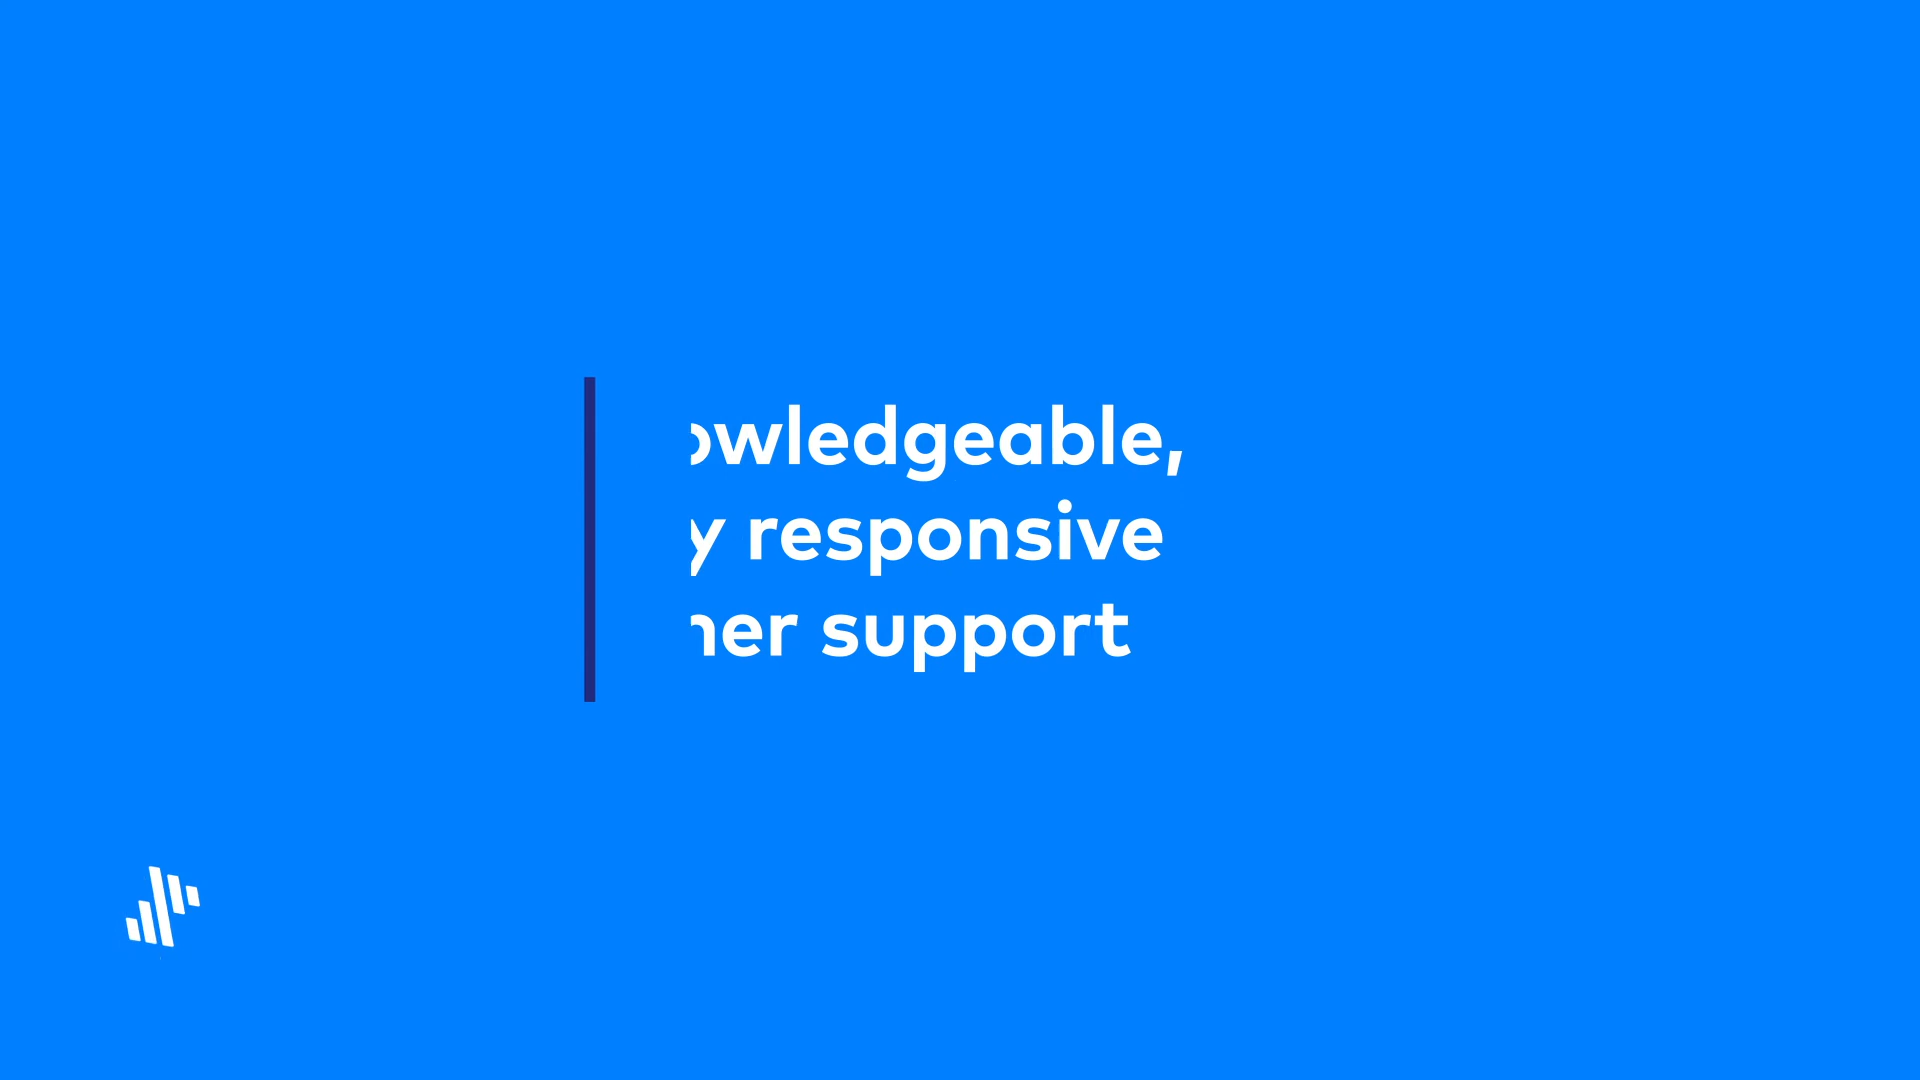 owledgeable,
y responsive
ner support